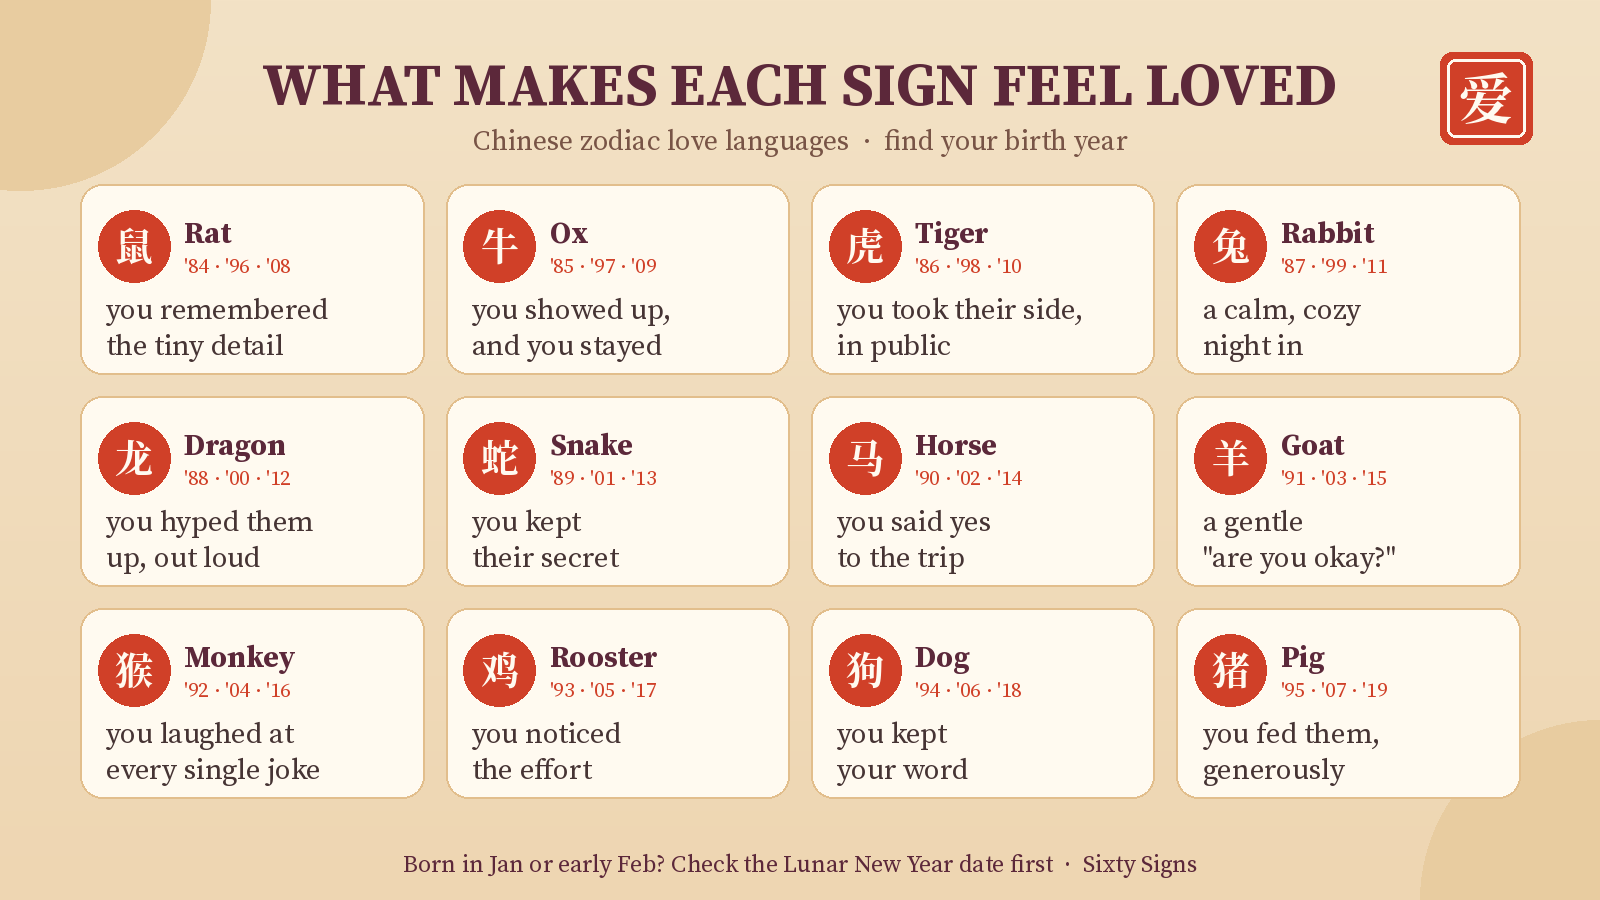 WHAT MAKES EACH SIGN FEEL LOVED
爱
Chinese zodiac love languages · find your birth year
鼠
Rat
'84 · '96 · '08
you remembered
the tiny detail
牛
Ox
'85 · '97 · '09
you showed up,
and you stayed
虎
Tiger
'86 · '98 · '10
you took their side,
in public
兔
Rabbit
'87 · '99 · '11
a calm, cozy
night in
龙
Dragon
'88 · '00 · '12
you hyped them
up, out loud
蛇
Snake
'89 · '01 · '13
you kept
their secret
马
Horse
'90 · '02 · '14
you said yes
to the trip
羊
Goat
'91 · '03 · '15
a gentle
"are you okay?"
猴
Monkey
'92 · '04 · '16
you laughed at
every single joke
鸡
Rooster
'93 · '05 · '17
you noticed
the effort
狗
Dog
'94 · '06 · '18
you kept
your word
猪
Pig
'95 · '07 · '19
you fed them,
generously
Born in Jan or early Feb? Check the Lunar New Year date first · Sixty Signs